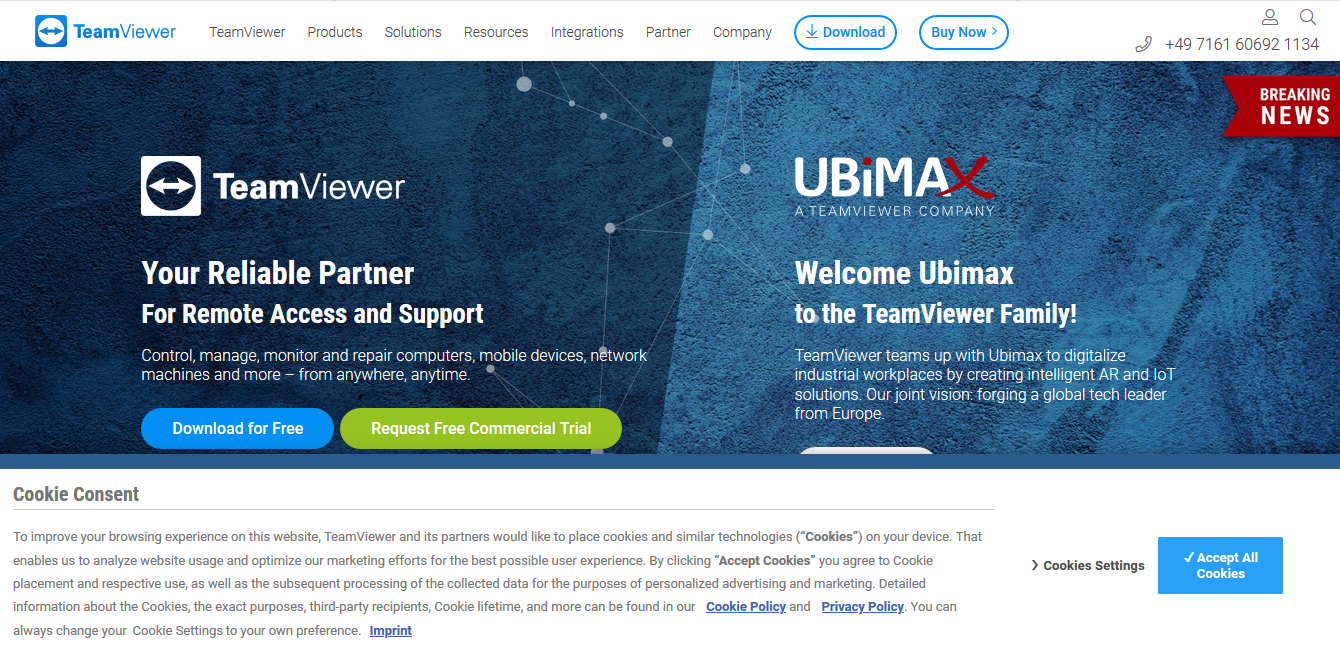 TeamViewer
TeamViewer Products Solutions Resources Integrations Partner Company Download Buy Now
+49 7161 60692 1134
BREAKING
NEWS
TeamViewer
Your Reliable Partner
For Remote Access and Support
Control, manage, monitor and repair computers, mobile devices, network
machines and more – from anywhere, anytime.
Download for Free Request Free Commercial Trial
UBiMAX
A TEAMVIEWER COMPANY
Welcome Ubimax
to the TeamViewer Family!
TeamViewer teams up with Ubimax to digitalize
industrial workplaces by creating intelligent AR and IoT
solutions. Our joint vision: forging a global tech leader
from Europe.
Cookie Consent
To improve your browsing experience on this website, TeamViewer and its partners would like to place cookies and similar technologies (“Cookies”) on your device. That
enables us to analyze website usage and optimize our marketing efforts for the best possible user experience. By clicking “Accept Cookies” you agree to Cookie
placement and respective use, as well as the subsequent processing of the collected data for the purposes of personalized advertising and marketing. Detailed
information about the Cookies, the exact purposes, third-party recipients, Cookie lifetime, and more can be found in our Cookie Policy and Privacy Policy. You can
always change your Cookie Settings to your own preference. Imprint
Cookies Settings
✓ Accept All
Cookies